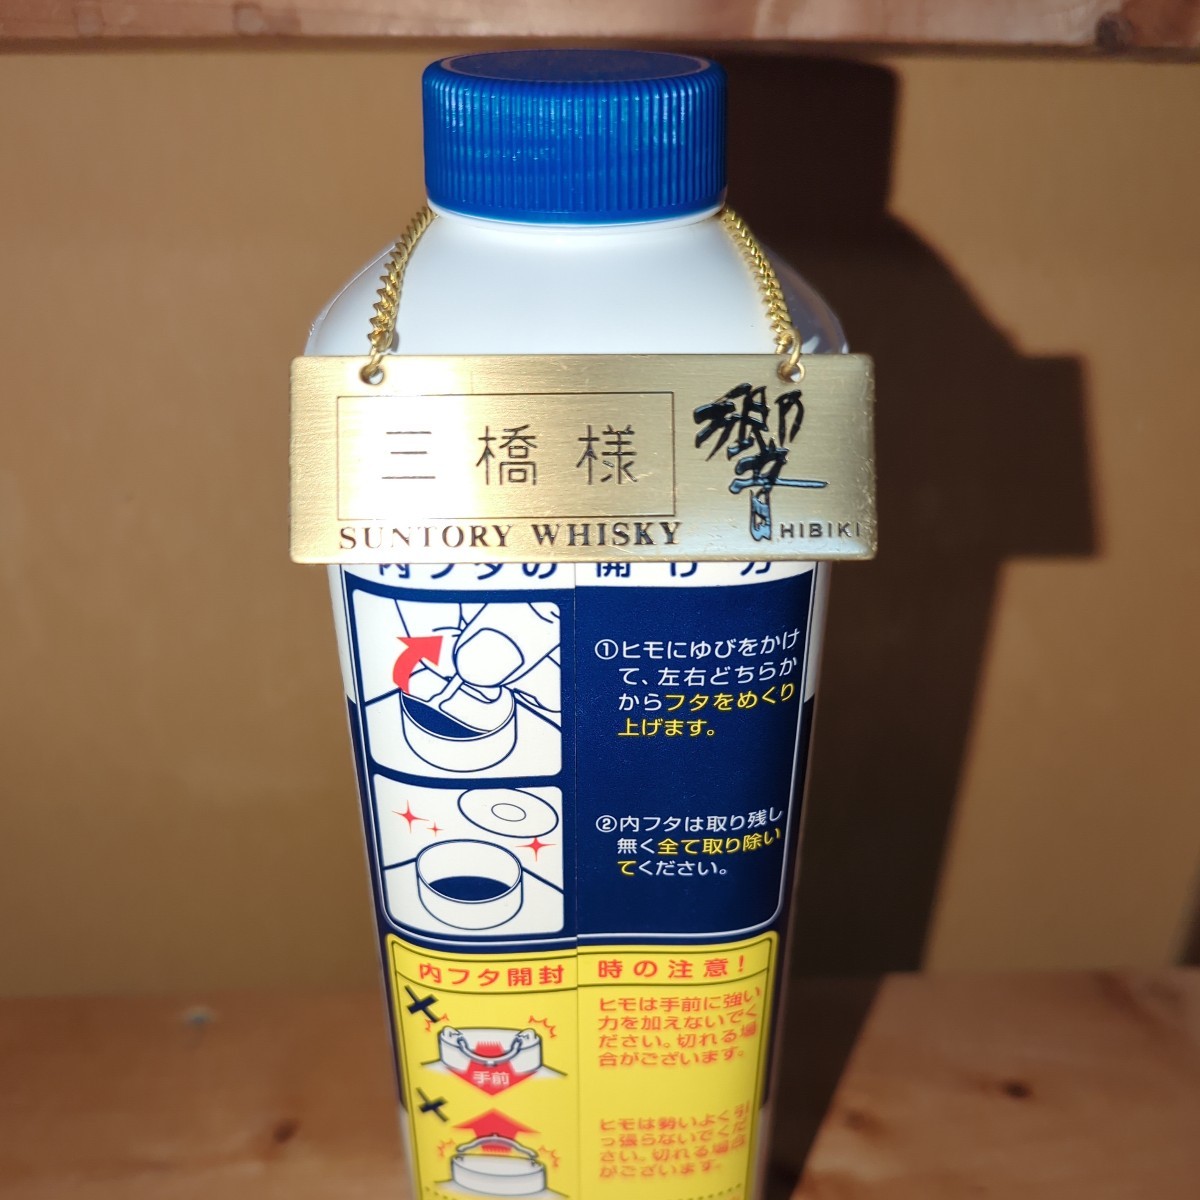 三橋様
響
SUNTORY WHISKY
HIBIKI
内フタの開け方
①ヒモにゆびをかけ
て、左右どちらか
からフタをめくり
上げます。
②内フタは取り残し
無く全て取り除い
てください。
内フタ開封時の注意！
手前
ヒモは手前に強い
力を加えないでく
ださい。切れる場
合がございます。
ヒモは勢いよく引
っ張らないでくだ
さい。切れる場合
がございます。